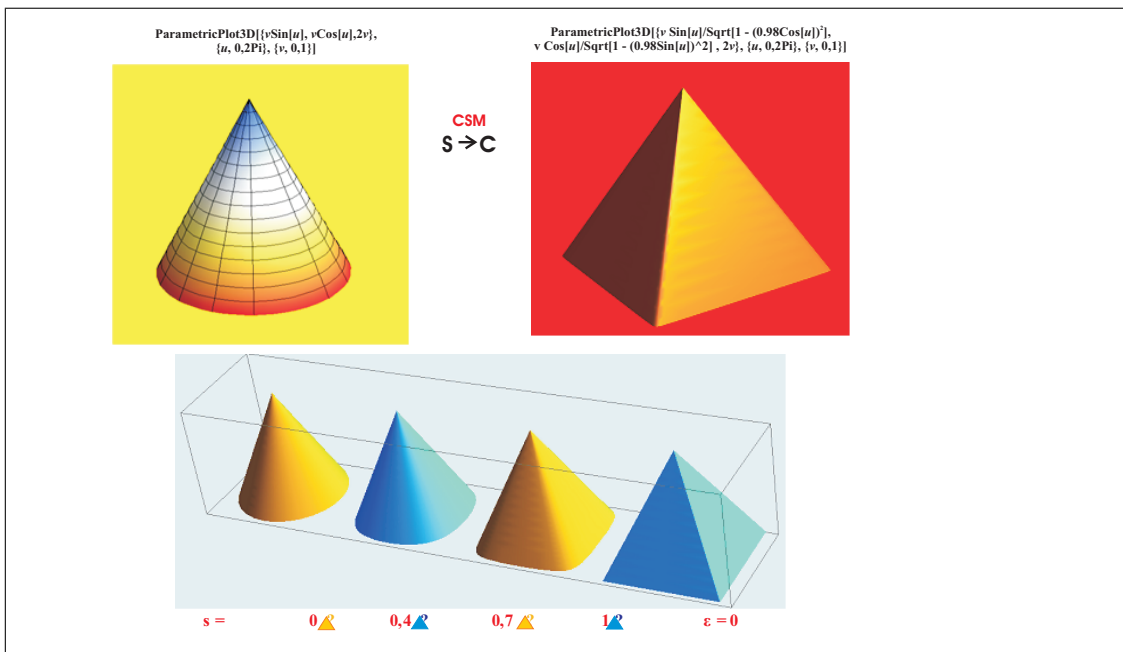 ParametricPlot3D[{vSin[u], vCos[u],2v},
{u, 0,2Pi}, {v, 0,1}]
ParametricPlot3D[{v Sin[u]/Sqrt[1 - (0.98Cos[u])²],
v Cos[u]/Sqrt[1 - (0.98Sin[u])^2] , 2v}, {u, 0,2Pi}, {v, 0,1}]
CSM
S → C
s = 0 0,4 0,7 1 ε = 0